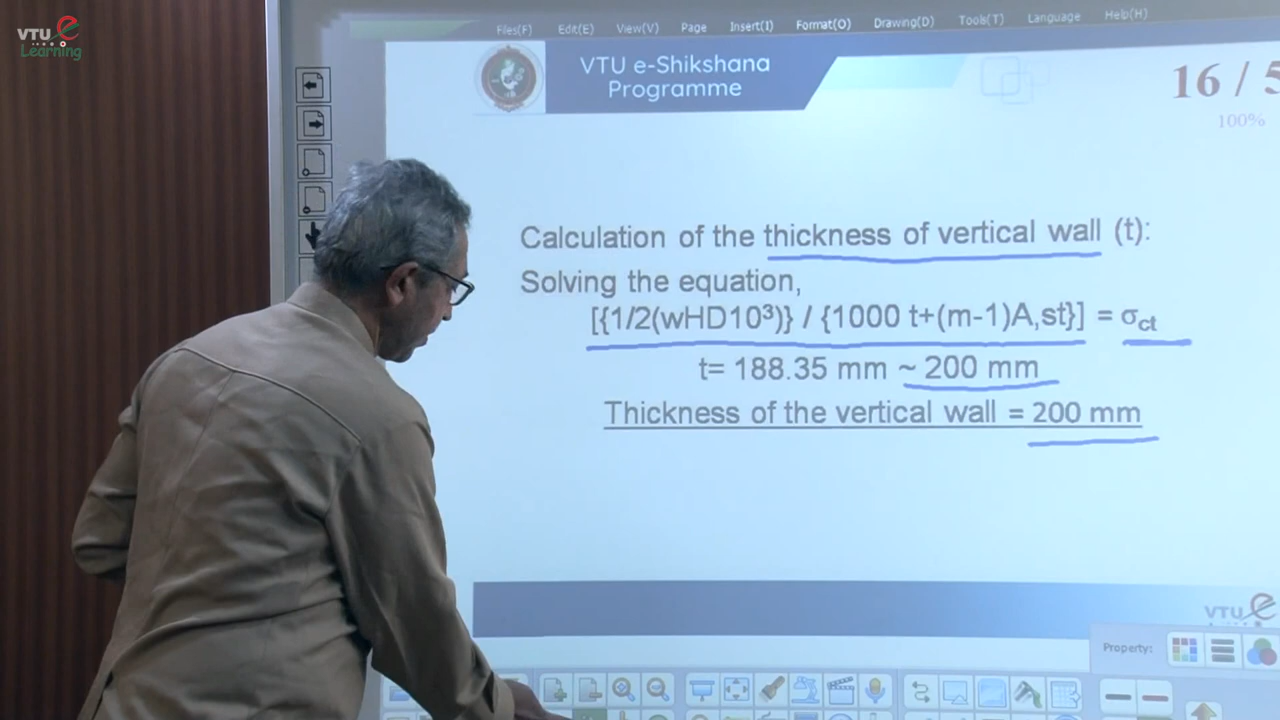 VTU e
Learning
Files(F) Edit(E) View(V) Page Insert(I) Format(O) Drawing(D) Tools(T) Language Help(H)
VTU e-Shikshana
Programme
16 / 5
100%
Calculation of the thickness of vertical wall (t):
Solving the equation,
[{1/2(wHD10³)} / {1000 t+(m-1)A,st}] = σct
t= 188.35 mm ~ 200 mm
Thickness of the vertical wall = 200 mm
VTU e
Property: